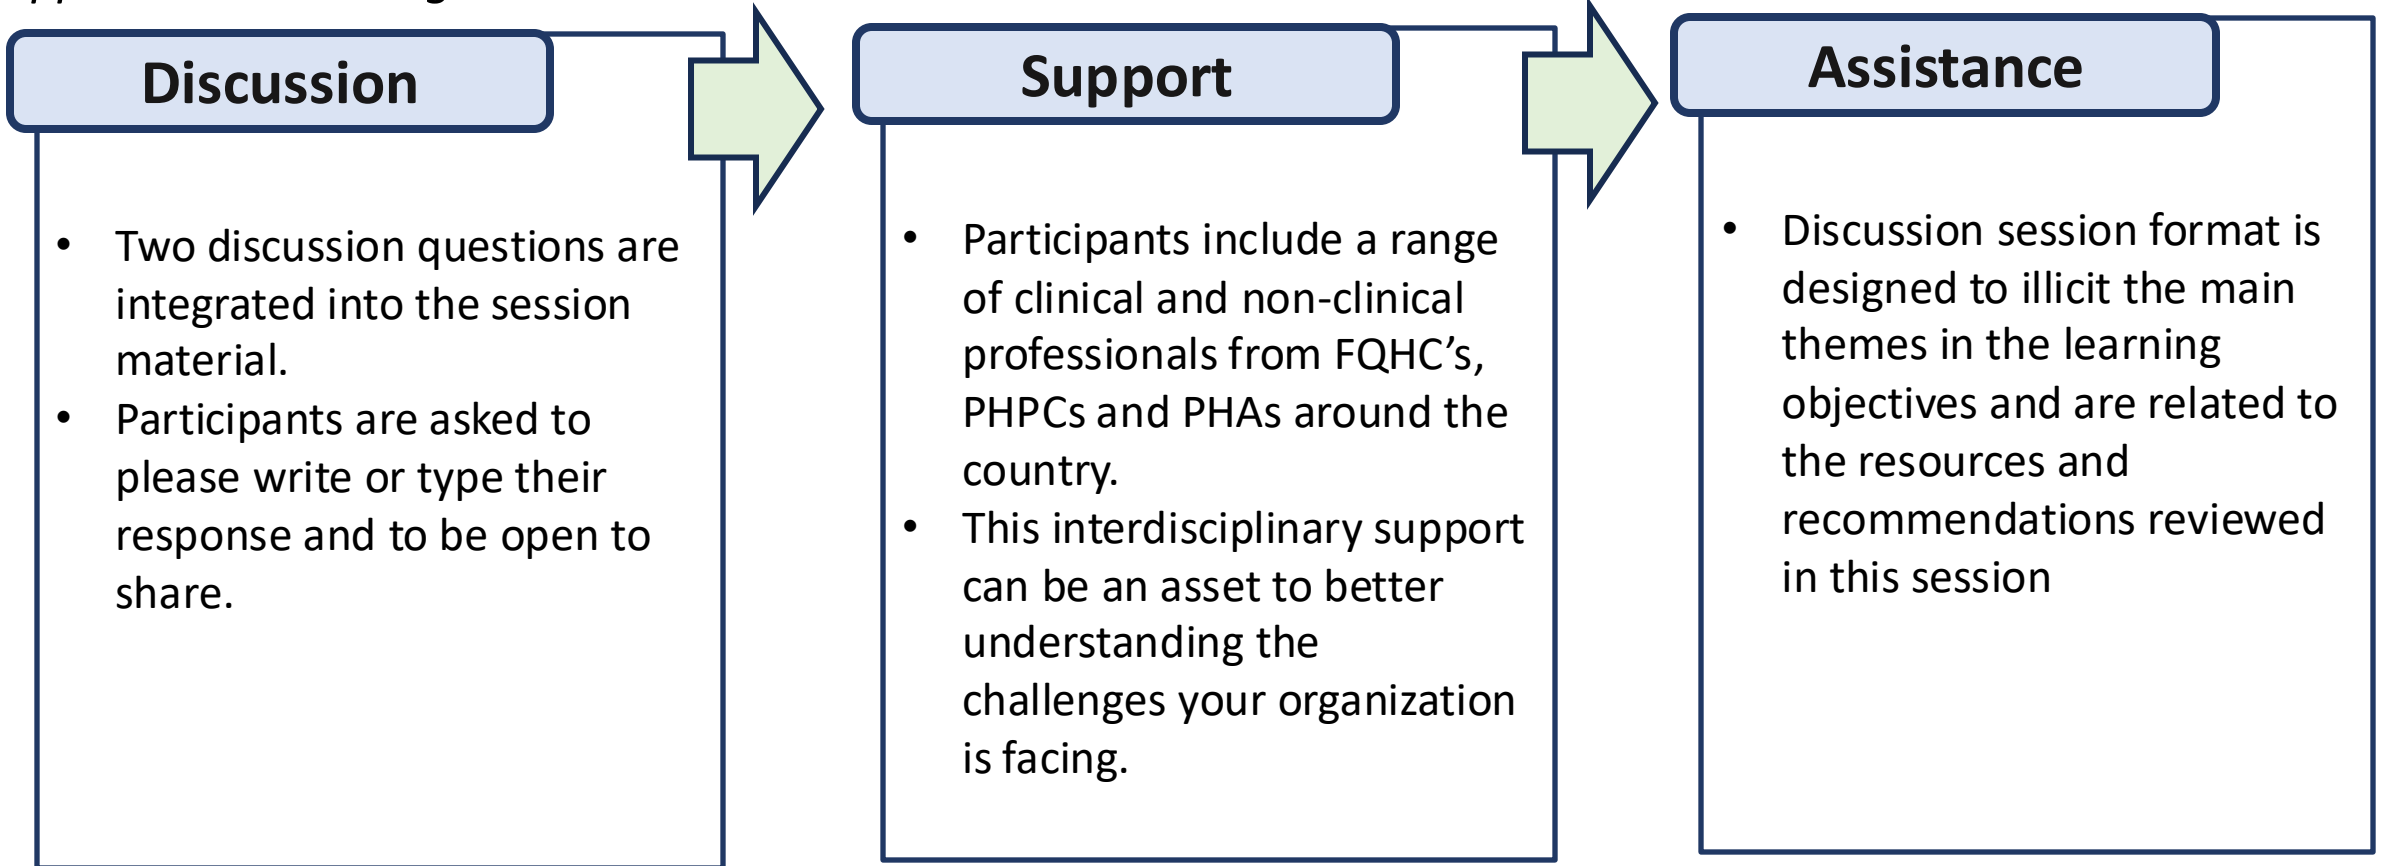 Discussion
Two discussion questions are
integrated into the session
material.
Participants are asked to
please write or type their
response and to be open to
share.
Support
Participants include a range
of clinical and non-clinical
professionals from FQHC’s,
PHPCs and PHAs around the
country.
This interdisciplinary support
can be an asset to better
understanding the
challenges your organization
is facing.
Assistance
Discussion session format is
designed to illicit the main
themes in the learning
objectives and are related to
the resources and
recommendations reviewed
in this session